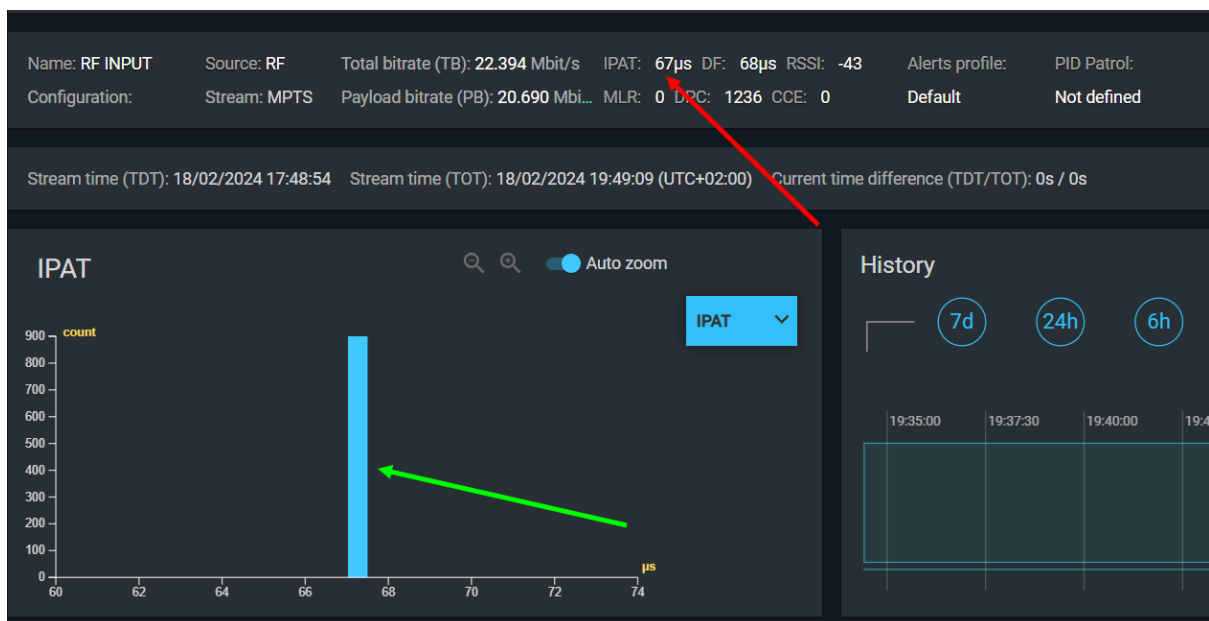 Name: RF INPUT Source: RF Total bitrate (TB): 22.394 Mbit/s IPAT: 67µs DF: 68µs RSSI: -43 Alerts profile: PID Patrol:
Configuration: Stream: MPTS Payload bitrate (PB): 20.690 Mbi... MLR: 0 DPC: 1236 CCE: 0 Default Not defined
Stream time (TDT): 18/02/2024 17:48:54 Stream time (TOT): 18/02/2024 19:49:09 (UTC+02:00) Current time difference (TDT/TOT): 0s / 0s
IPAT
Auto zoom
IPAT
count
900
800
700
600
500
400
300
200
100
0
60 62 64 66 68 70 72 74
µs
History
7d 24h 6h
19:35:00 19:37:30 19:40:00 19:4